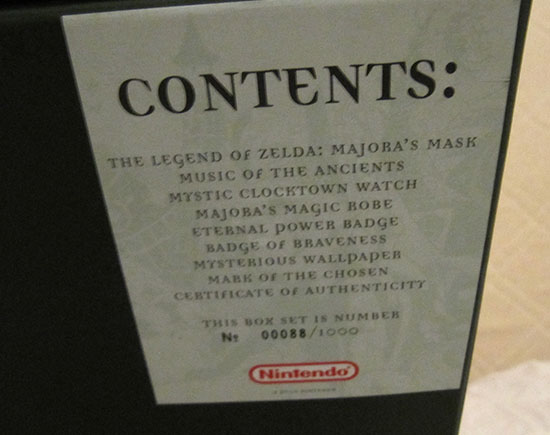 CONTENTS:
THE LEGEND OF ZELDA: MAJORA'S MASK
MUSIC OF THE ANCIENTS
MYSTIC CLOCKTOWN WATCH
MAJORA'S MAGIC ROBE
ETERNAL POWER BADGE
BADGE OF BRAVENESS
MYSTERIOUS WALLPAPER
MARK OF THE CHOSEN
CERTIFICATE OF AUTHENTICITY
THIS BOX SET IS NUMBER
Nº 00088/1000
Nintendo